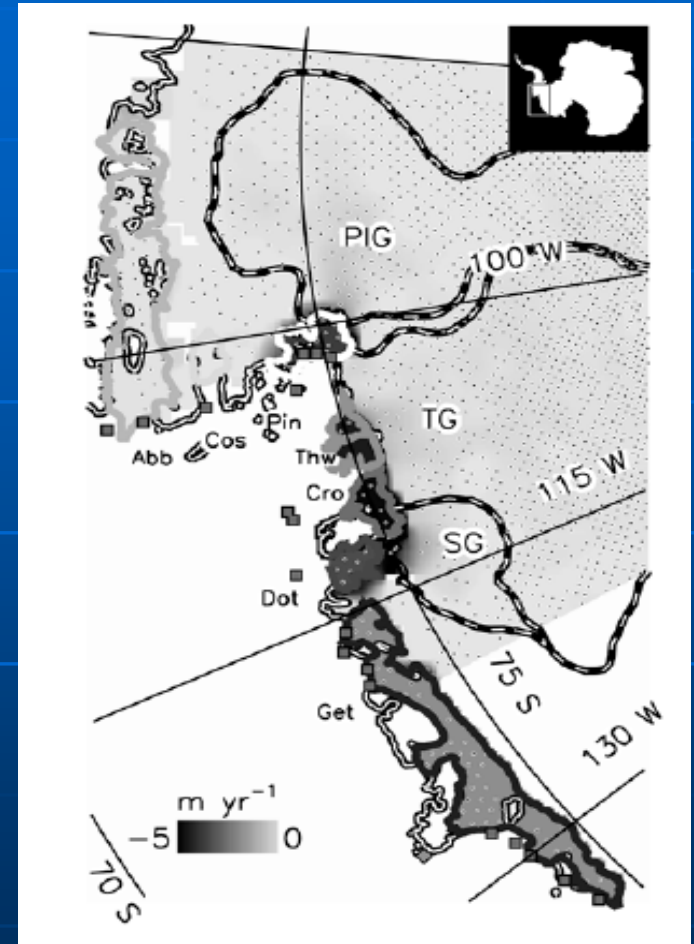 PIG
100 W
TG
Pin
Cos
Abb
Thw
115 W
Cro
SG
Dot
75 S
Get
130 W
m yr⁻¹
−5 0
70 S